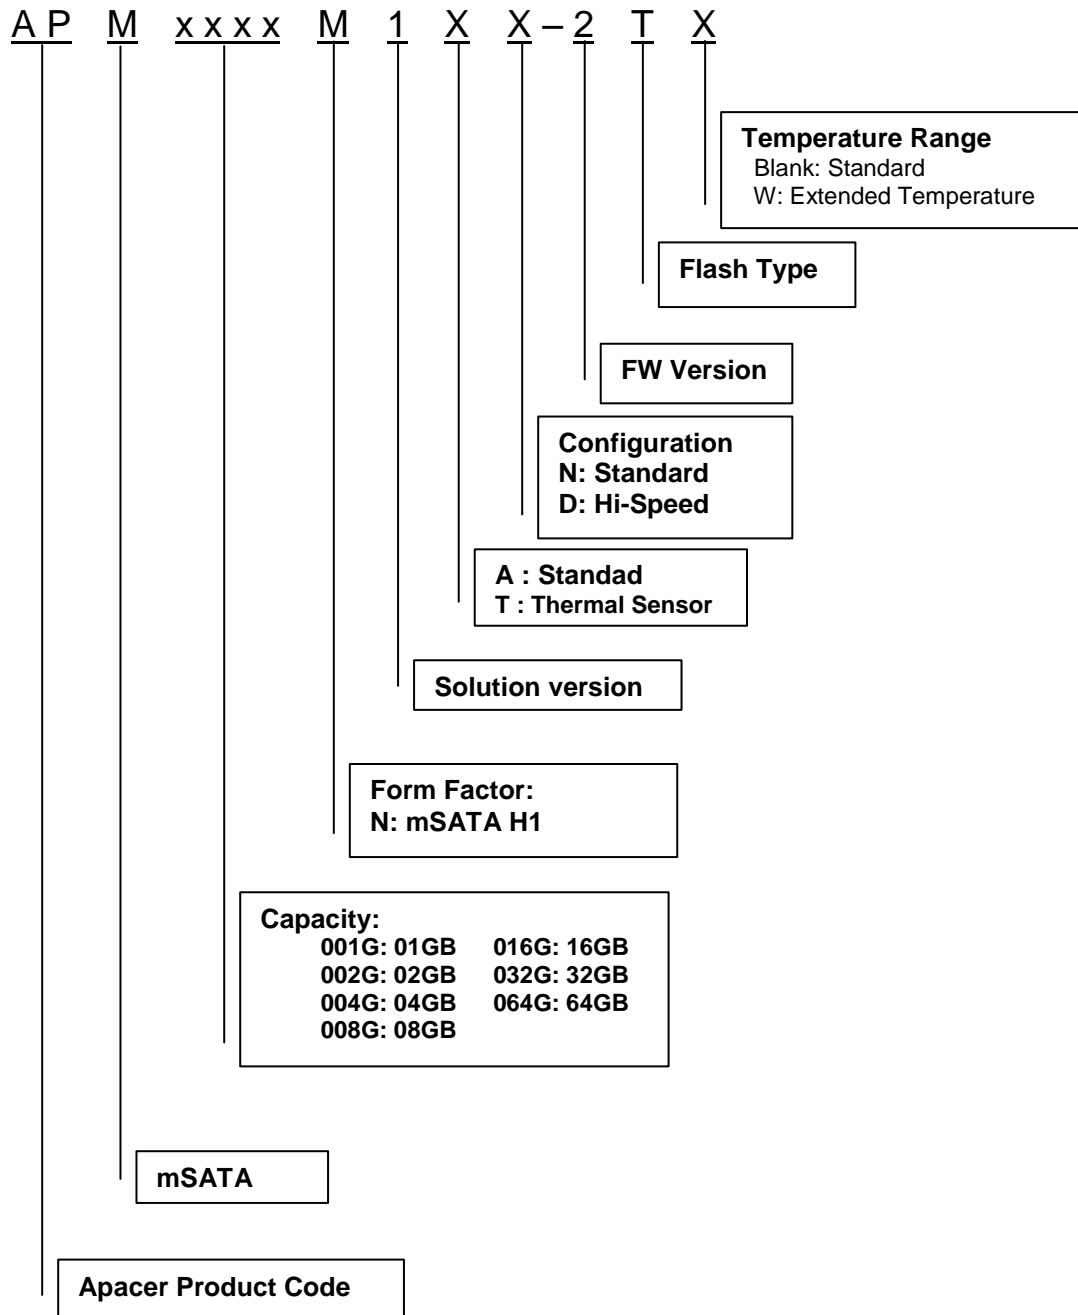 AP M xxxx M 1 X X – 2 T X
Temperature Range
Blank: Standard
W: Extended Temperature
Flash Type
FW Version
Configuration
N: Standard
D: Hi-Speed
A : Standad
T : Thermal Sensor
Solution version
Form Factor:
N: mSATA H1
Capacity:
001G: 01GB 016G: 16GB
002G: 02GB 032G: 32GB
004G: 04GB 064G: 64GB
008G: 08GB
mSATA
Apacer Product Code